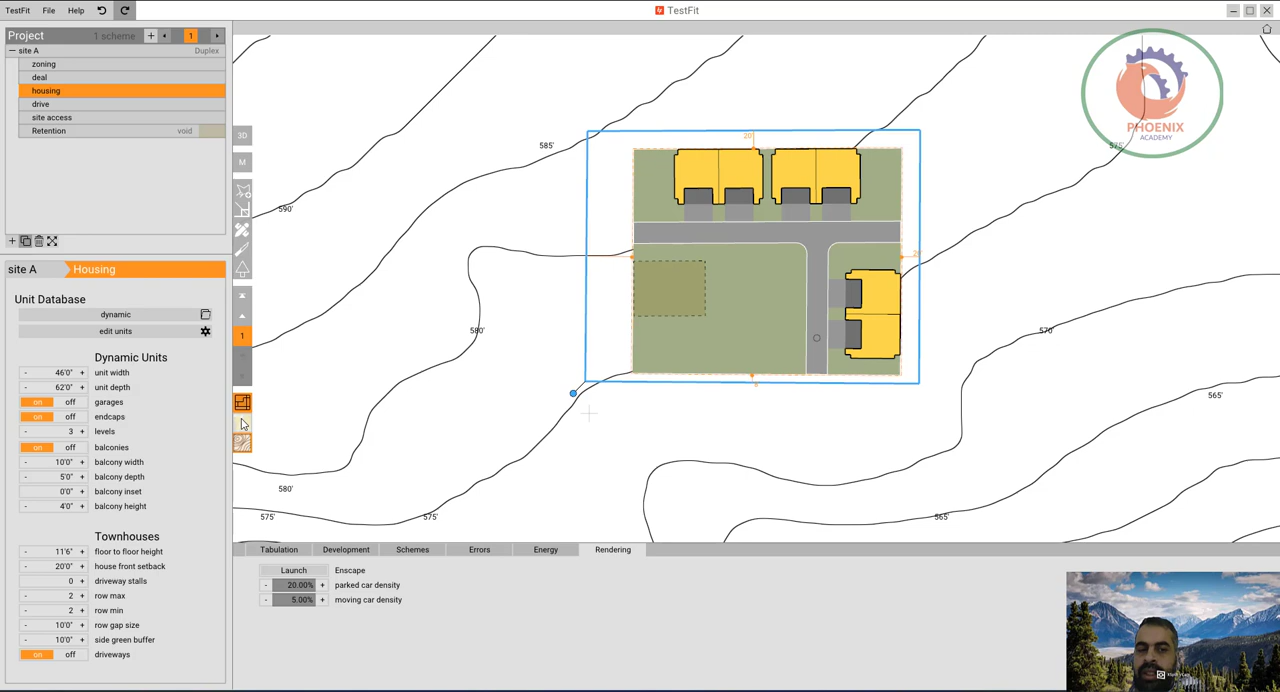 TestFit File Help
TestFit
Project 1 scheme + 1
site A Duplex
zoning
deal
housing
drive
site access
Retention void
site A Housing
Unit Database
dynamic
edit units
Dynamic Units
- 46'0" + unit width
- 62'0" + unit depth
on off garages
on off endcaps
- 3 + levels
on off balconies
- 10'0" + balcony width
- 5'0" + balcony depth
0'0" + balcony inset
- 4'0" + balcony height
Townhouses
- 11'6" + floor to floor height
- 20'0" + house front setback
0 + driveway stalls
- 2 + row max
- 2 + row min
- 10'0" + row gap size
- 10'0" + side green buffer
on off driveways
3D
M
1
590'
585'
580'
580'
575'
575'
575'
570'
565'
565'
20'
PHOENIX
ACADEMY
Tabulation Development Schemes Errors Energy Rendering
Launch Enscape
- 20.00% + parked car density
- 5.00% + moving car density